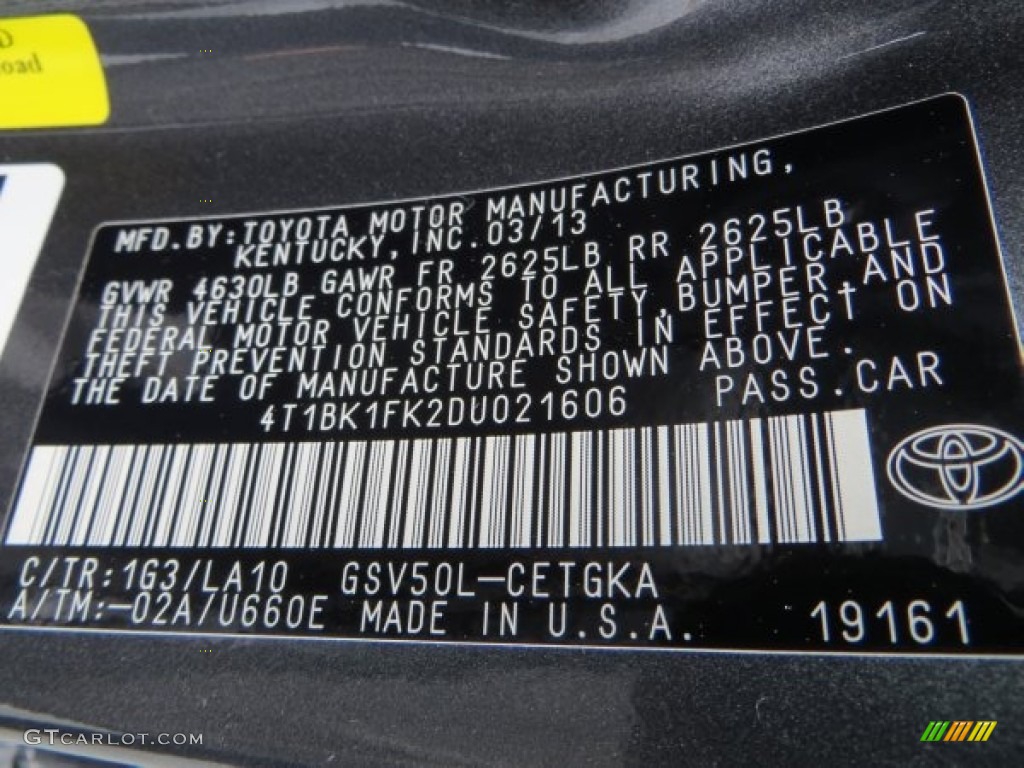 D
oad
MFD.BY:TOYOTA MOTOR MANUFACTURING,
KENTUCKY,INC.03/13
GVWR 4630LB GAWR FR 2625LB RR 2625LB
THIS VEHICLE CONFORMS TO ALL APPLICABLE
FEDERAL MOTOR VEHICLE SAFETY,BUMPER,AND
THEFT PREVENTION STANDARDS IN EFFECT ON
THE DATE OF MANUFACTURE SHOWN ABOVE.
4T1BK1FK2DU021606 PASS.CAR
C/TR:1G3/LA10 GSV50L-CETGKA
A/TM:-02A/U660E MADE IN U.S.A. 19161
GTCARLOT.COM